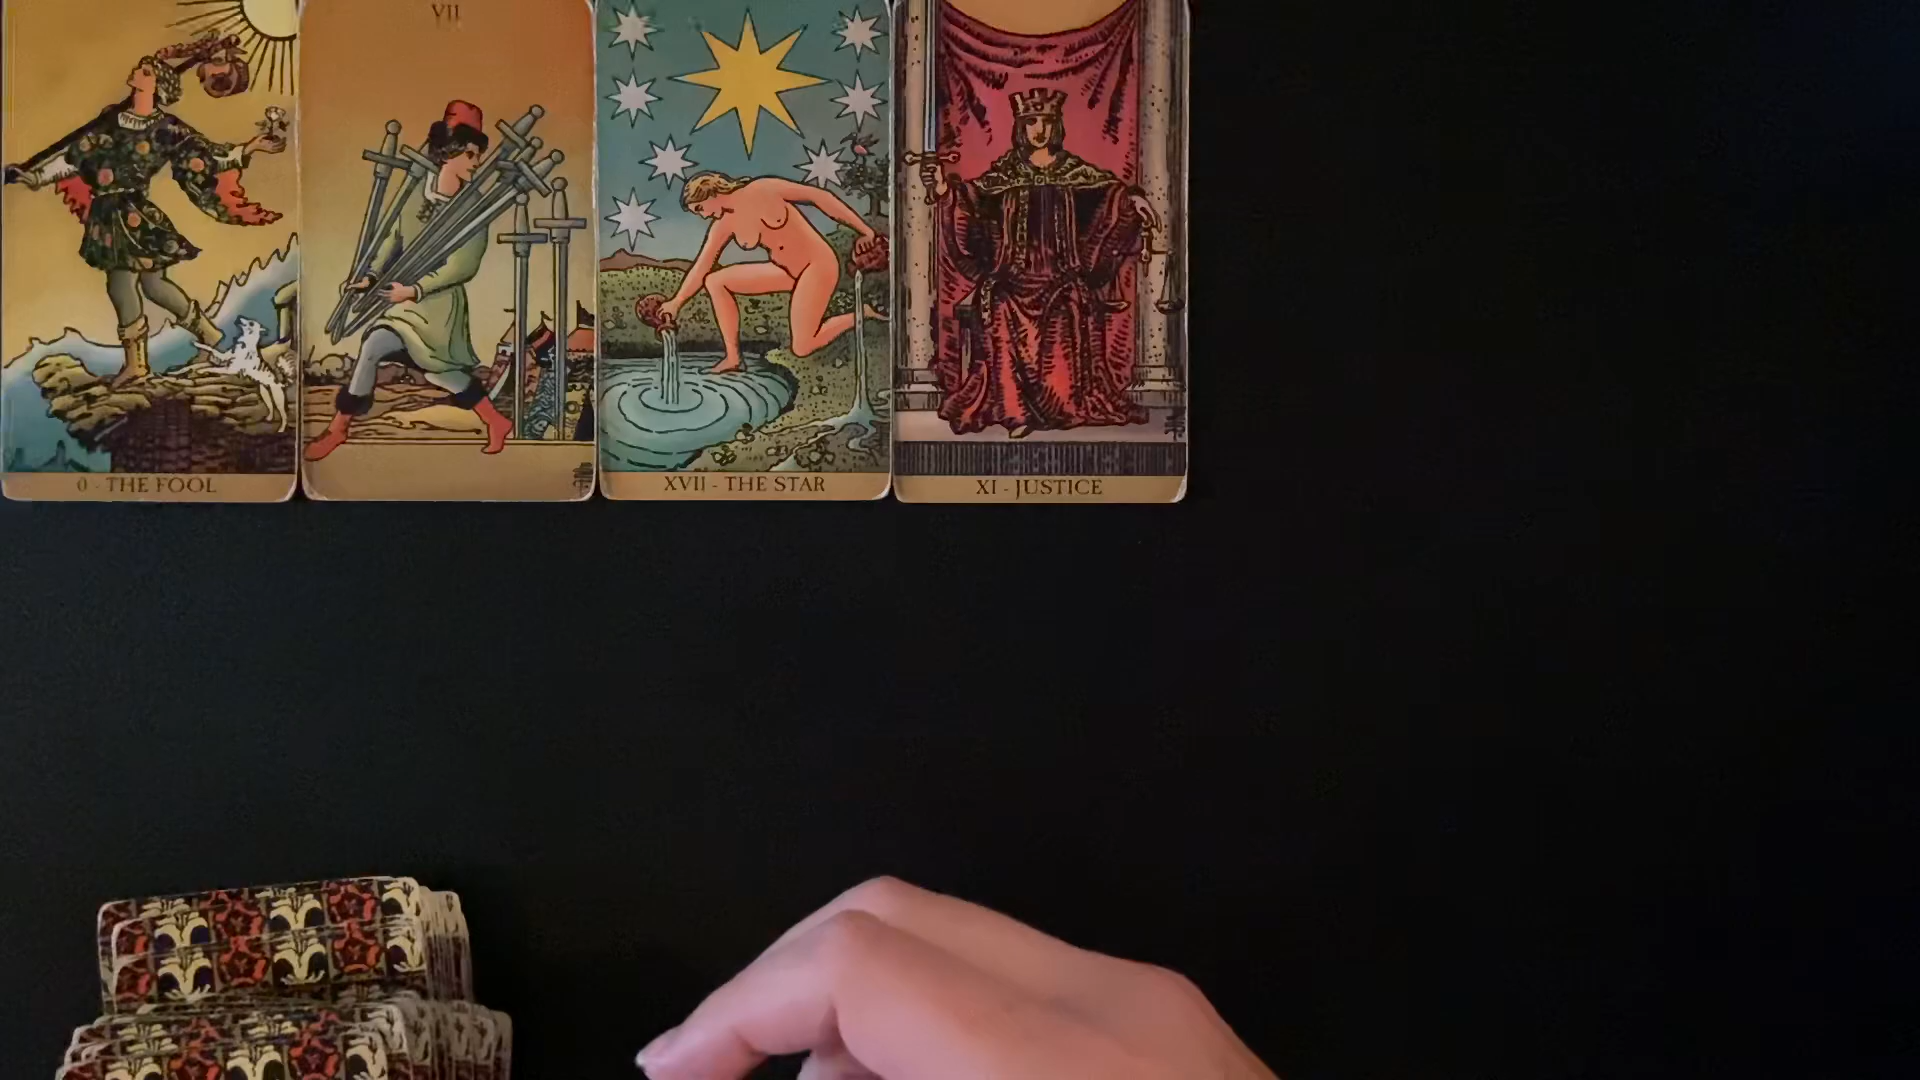 VII
0 - THE FOOL
XVII - THE STAR
XI - JUSTICE